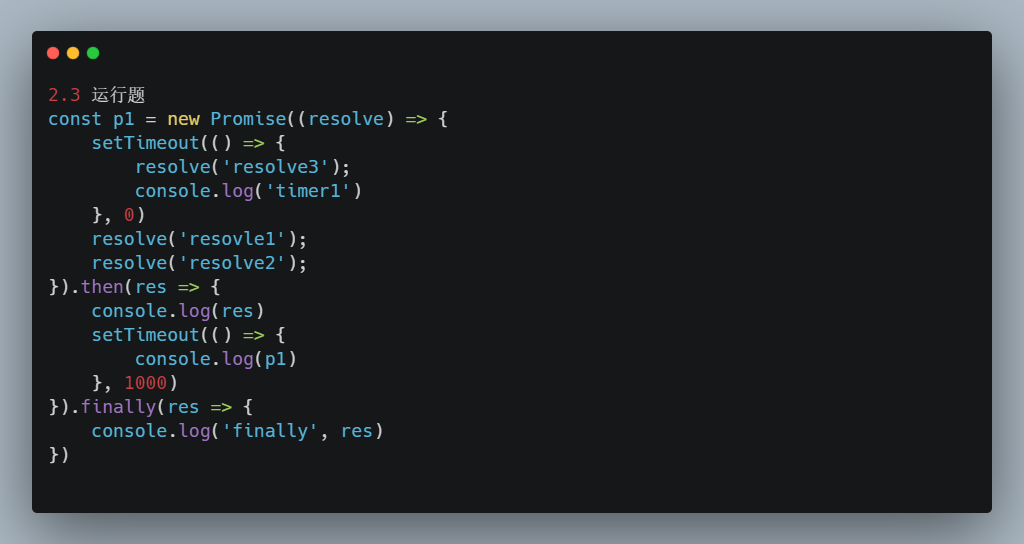 2.3 运行题
const p1 = new Promise((resolve) => {
    setTimeout(() => {
        resolve('resolve3');
        console.log('timer1')
    }, 0)
    resolve('resovle1');
    resolve('resolve2');
}).then(res => {
    console.log(res)
    setTimeout(() => {
        console.log(p1)
    }, 1000)
}).finally(res => {
    console.log('finally', res)
})